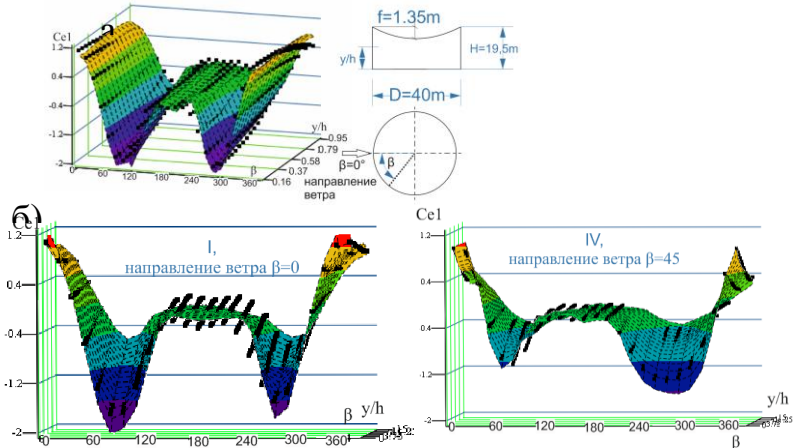 а
Ce1
1.2
0.4
-0.4
-1.2
-2
0
60
120
180
240
300
360
β
y/h
0.95
0.79
0.58
0.37
0.16
f=1.35m
y/h
H=19,5m
D=40m
β=0°
β
направление
ветра
б)
Ce1
1.2
0.4
-0.4
-1.2
-2
I,
направление ветра β=0
0
60
120
180
240
300
360
β
y/h
Ce1
1.2
0.4
0.4
-1.2
-2
IV,
направление ветра β=45
0
60
120
180
240
300
360
β
y/h